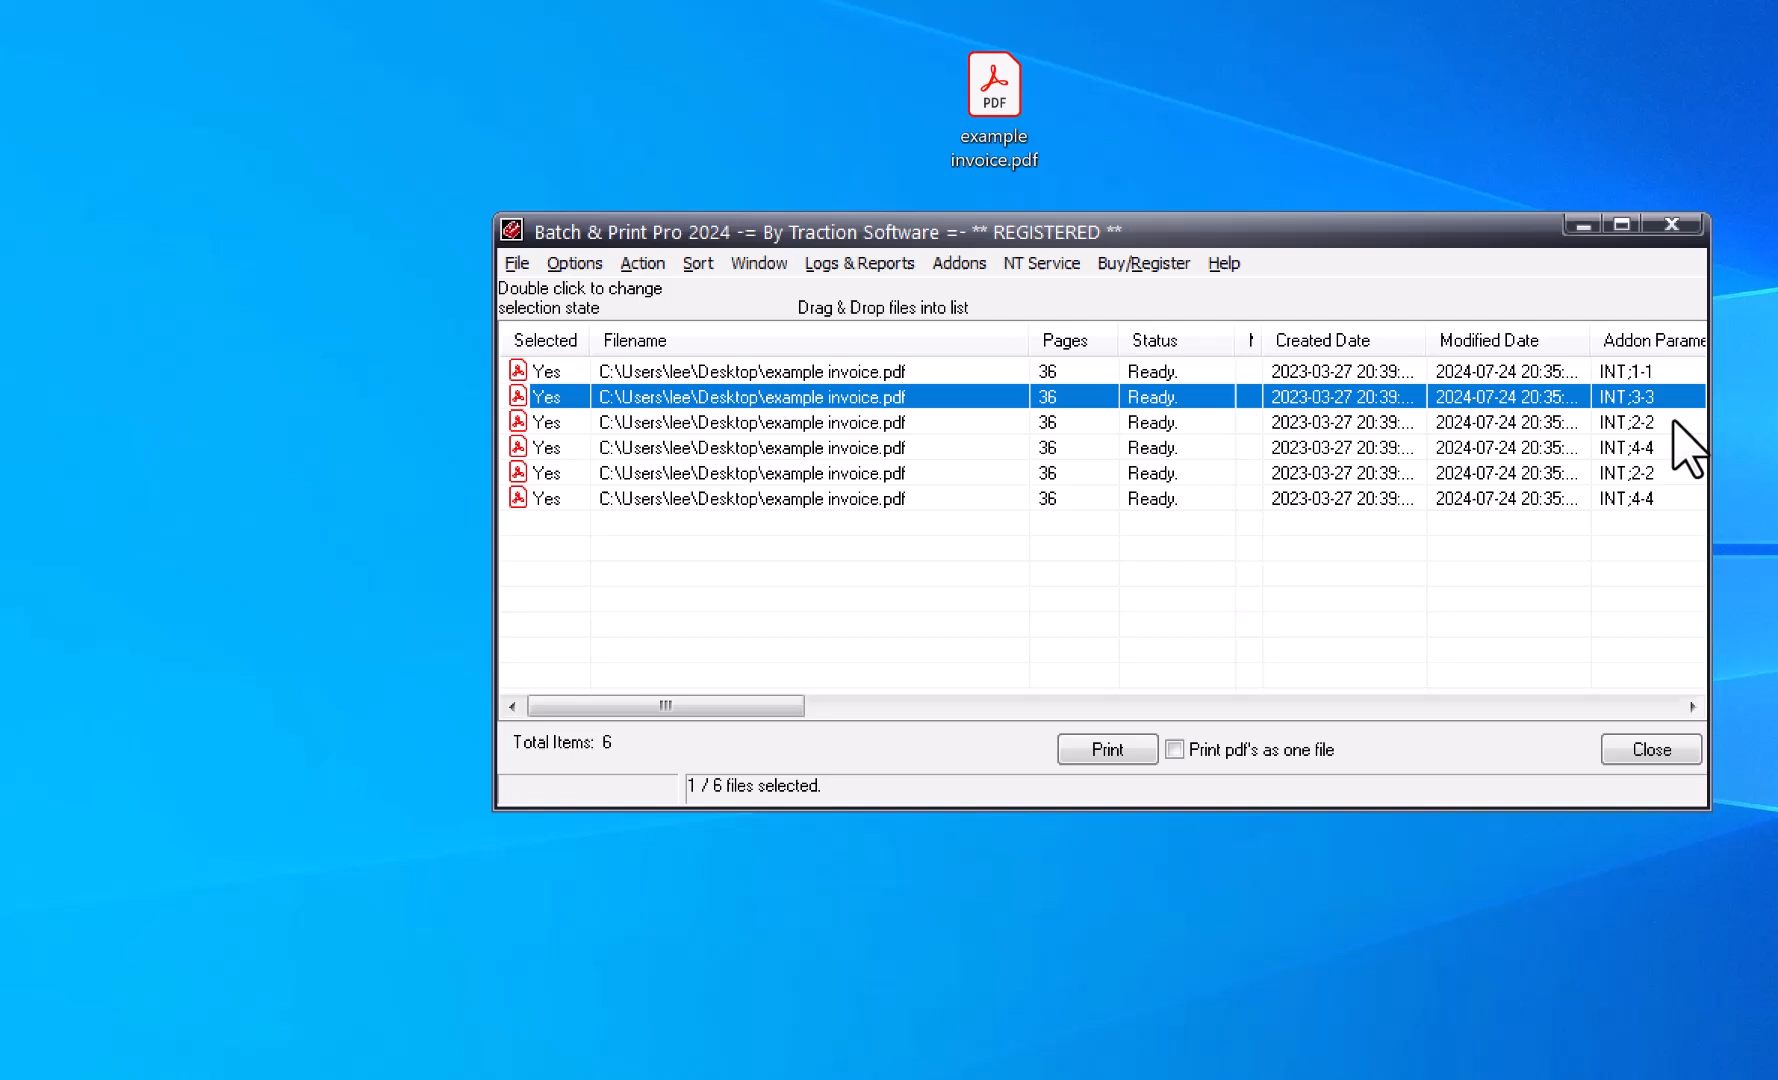 PDF
example
invoice.pdf
Batch & Print Pro 2024 -= By Traction Software =- ** REGISTERED **
File Options Action Sort Window Logs & Reports Addons NT Service Buy/Register Help
Double click to change
selection state
Drag & Drop files into list
Selected Filename Pages Status Created Date Modified Date Addon Parame
Yes C:\Users\lee\Desktop\example invoice.pdf 36 Ready. 2023-03-27 20:39:... 2024-07-24 20:35:... INT;1-1
Yes C:\Users\lee\Desktop\example invoice.pdf 36 Ready. 2023-03-27 20:39:... 2024-07-24 20:35:... INT;3-3
Yes C:\Users\lee\Desktop\example invoice.pdf 36 Ready. 2023-03-27 20:39:... 2024-07-24 20:35:... INT;2-2
Yes C:\Users\lee\Desktop\example invoice.pdf 36 Ready. 2023-03-27 20:39:... 2024-07-24 20:35:... INT;4-4
Yes C:\Users\lee\Desktop\example invoice.pdf 36 Ready. 2023-03-27 20:39:... 2024-07-24 20:35:... INT;2-2
Yes C:\Users\lee\Desktop\example invoice.pdf 36 Ready. 2023-03-27 20:39:... 2024-07-24 20:35:... INT;4-4
Total Items: 6
Print Print pdf's as one file Close
1 / 6 files selected.